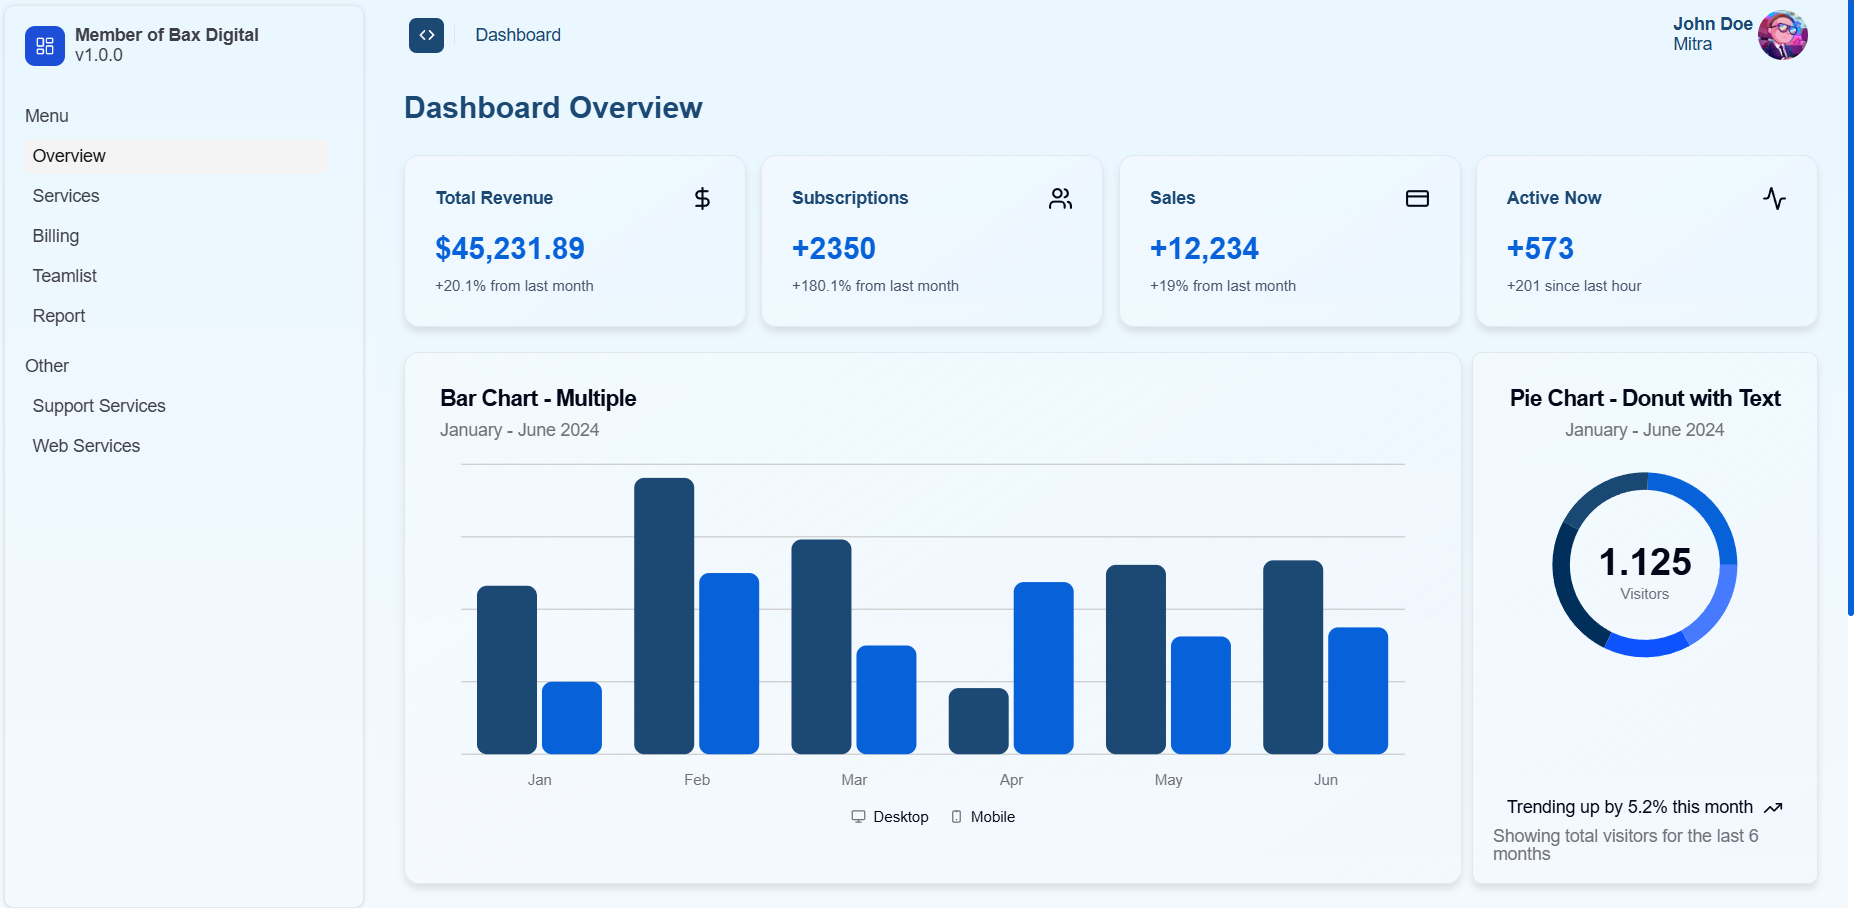 Member of Bax Digital
v1.0.0
Menu
Overview
Services
Billing
Teamlist
Report
Other
Support Services
Web Services
Dashboard
John Doe
Mitra
Dashboard Overview
Total Revenue
$45,231.89
+20.1% from last month
Subscriptions
+2350
+180.1% from last month
Sales
+12,234
+19% from last month
Active Now
+573
+201 since last hour
Bar Chart - Multiple
January - June 2024
Jan Feb Mar Apr May Jun
Desktop Mobile
Pie Chart - Donut with Text
January - June 2024
1.125
Visitors
Trending up by 5.2% this month
Showing total visitors for the last 6
months